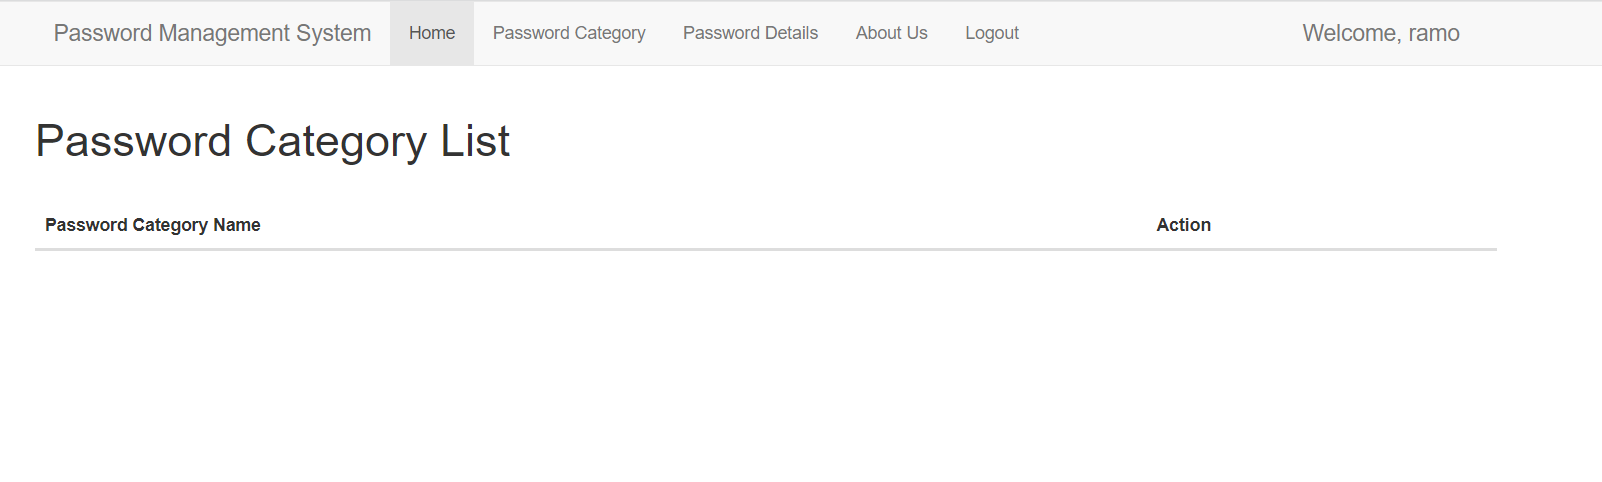 Password Management System Home Password Category Password Details About Us Logout Welcome, ramo
Password Category List
Password Category Name Action